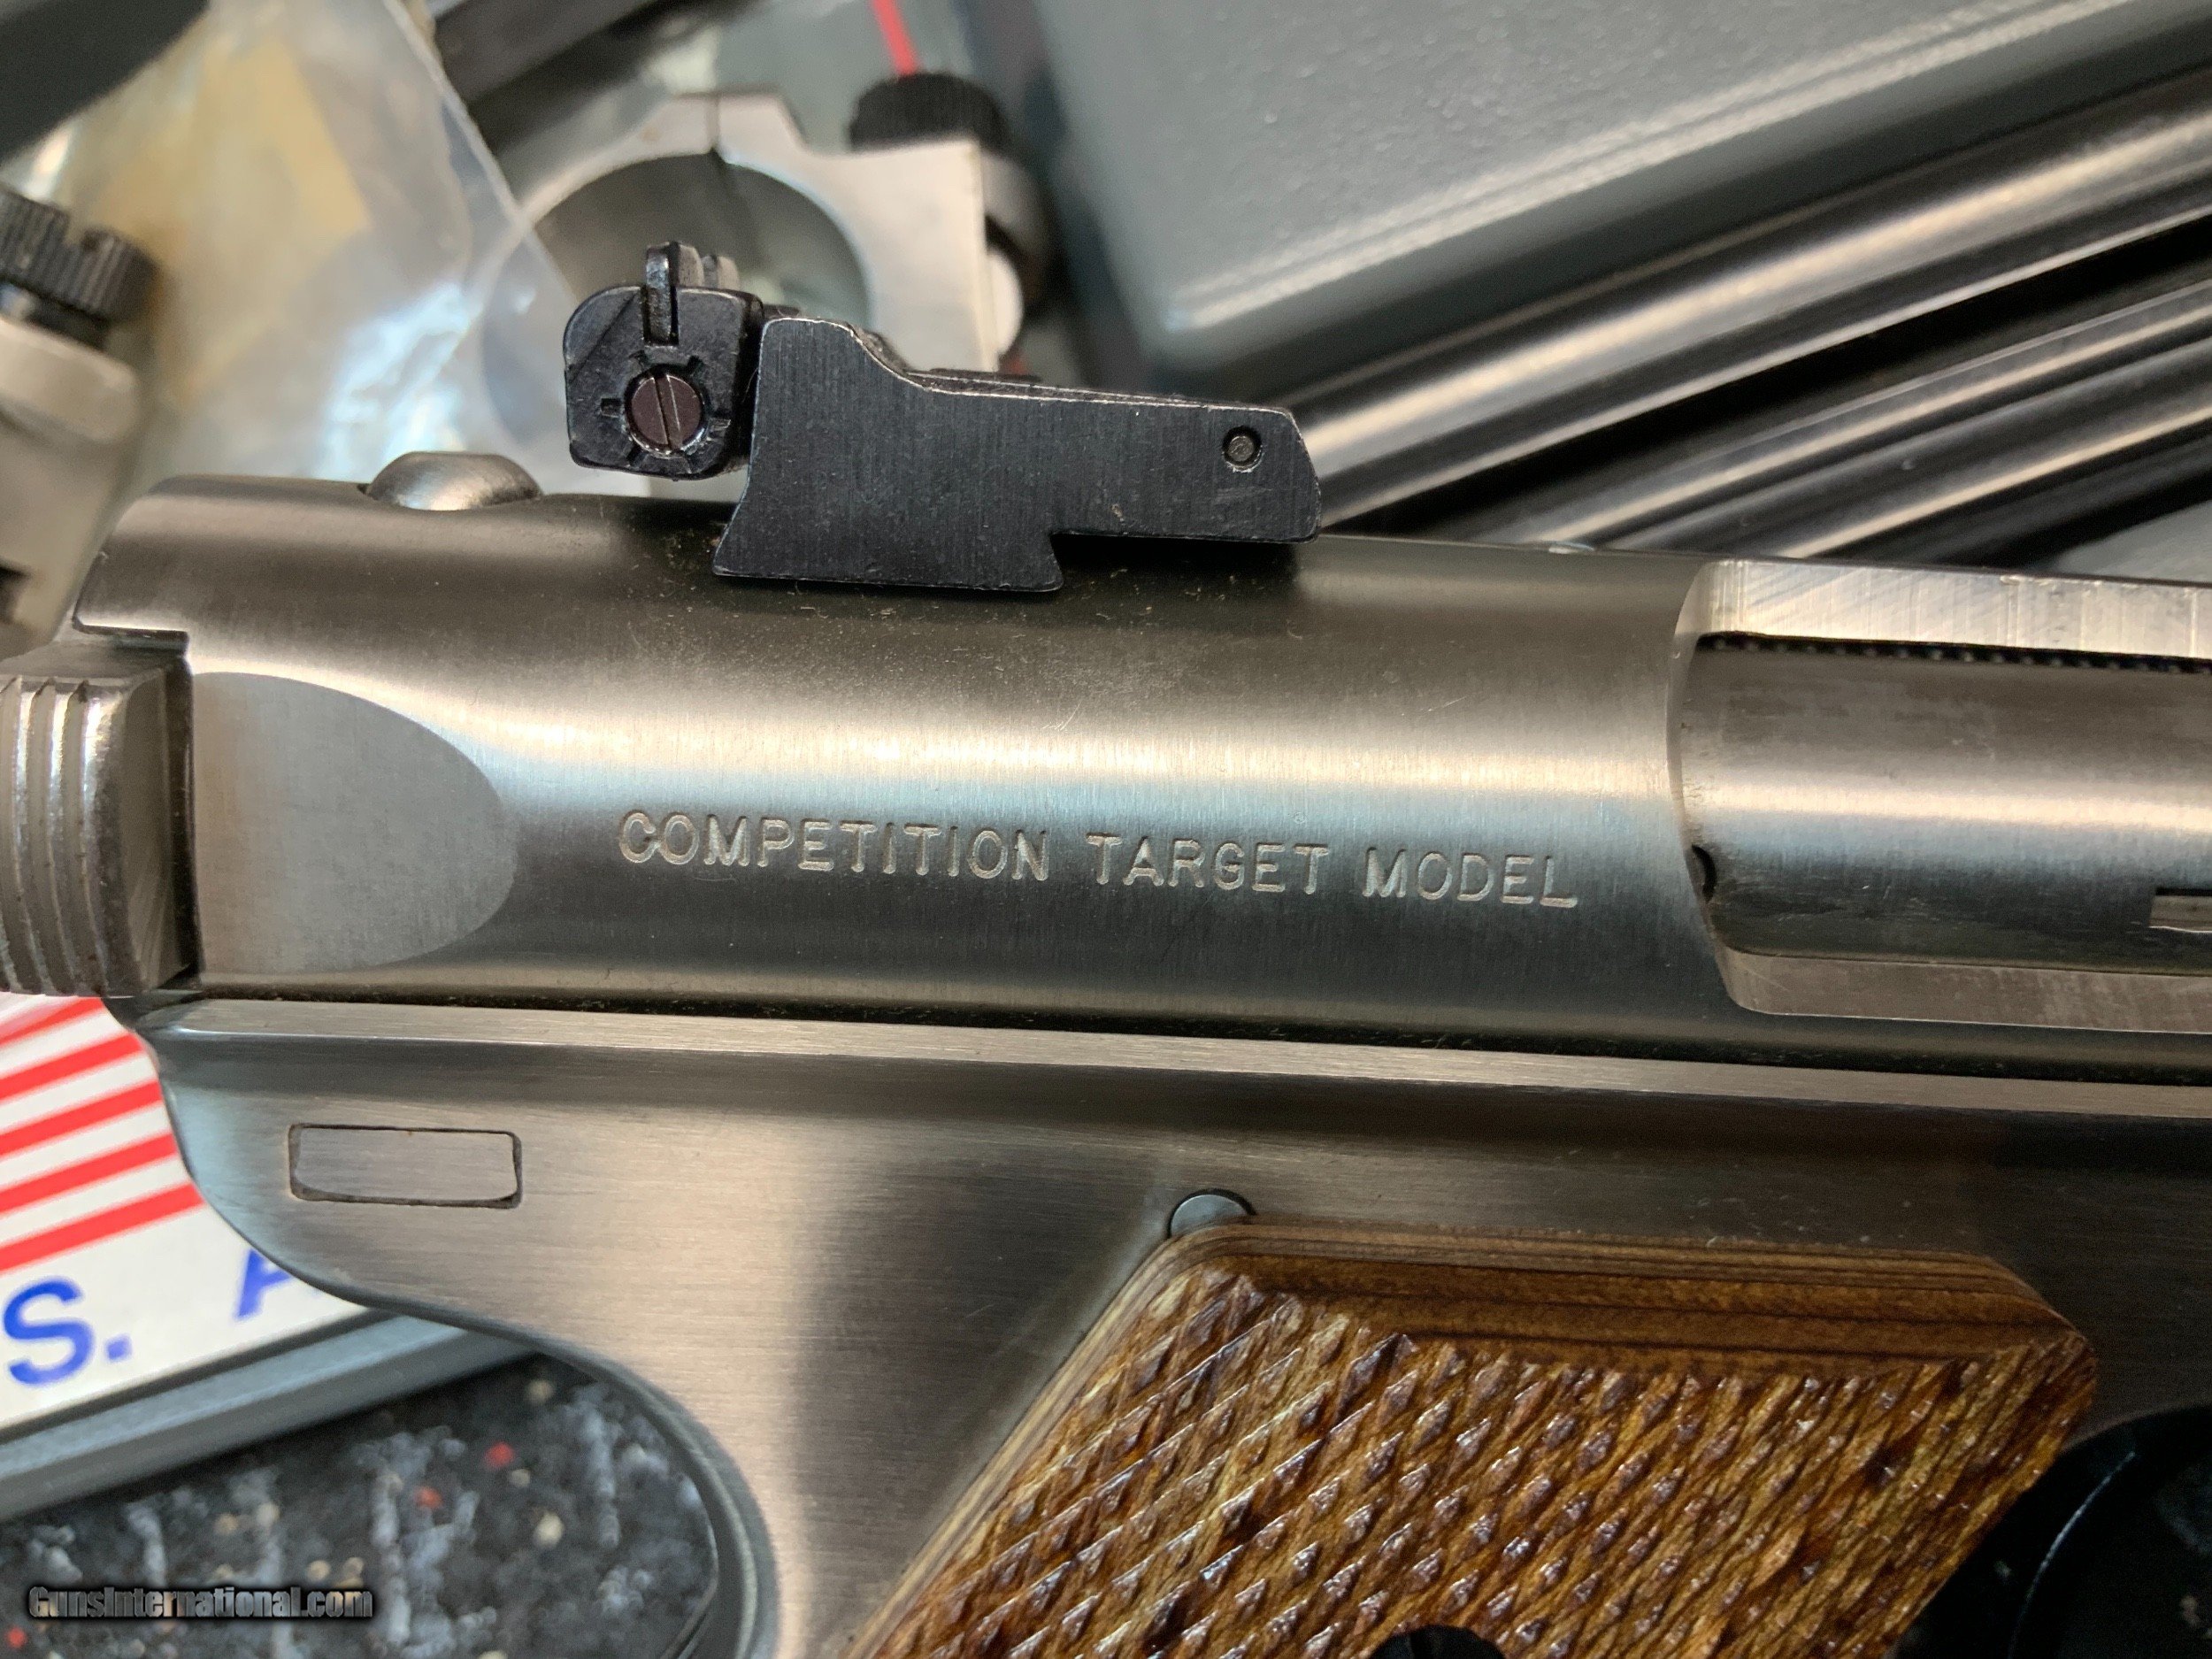 COMPETITION TARGET MODEL
S. A
GunsInternational.com